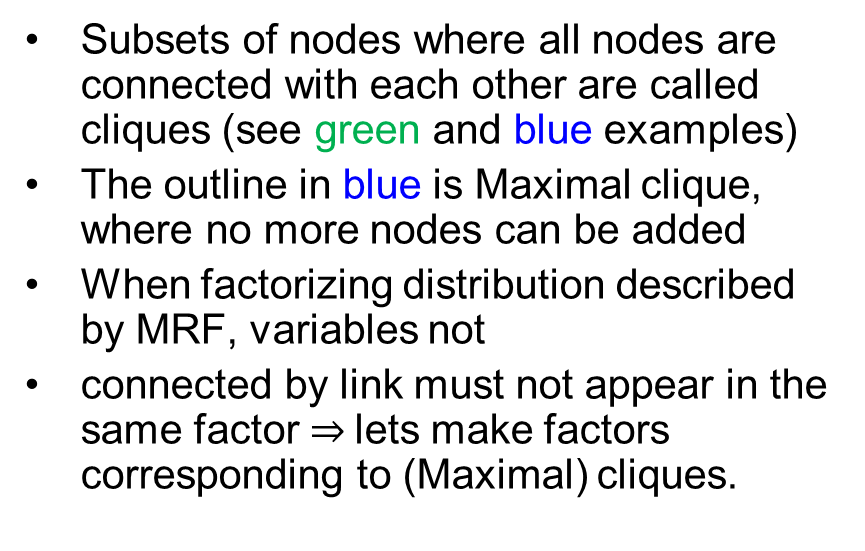 • Subsets of nodes where all nodes are
connected with each other are called
cliques (see green and blue examples)
• The outline in blue is Maximal clique,
where no more nodes can be added
• When factorizing distribution described
by MRF, variables not
• connected by link must not appear in the
same factor ⇒ lets make factors
corresponding to (Maximal) cliques.